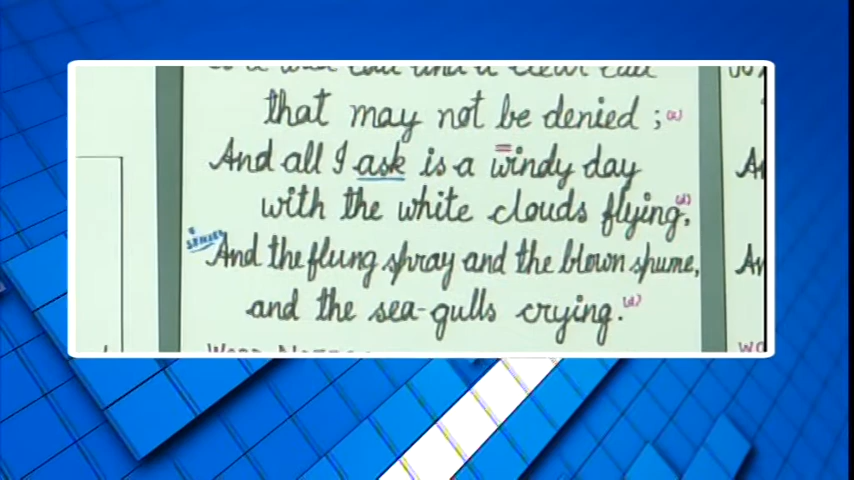 that may not be denied ; (a)
And all I ask is a windy day
with the white clouds flying, (d)
And the flung spray and the blown spume,
and the sea-gulls crying. (d)